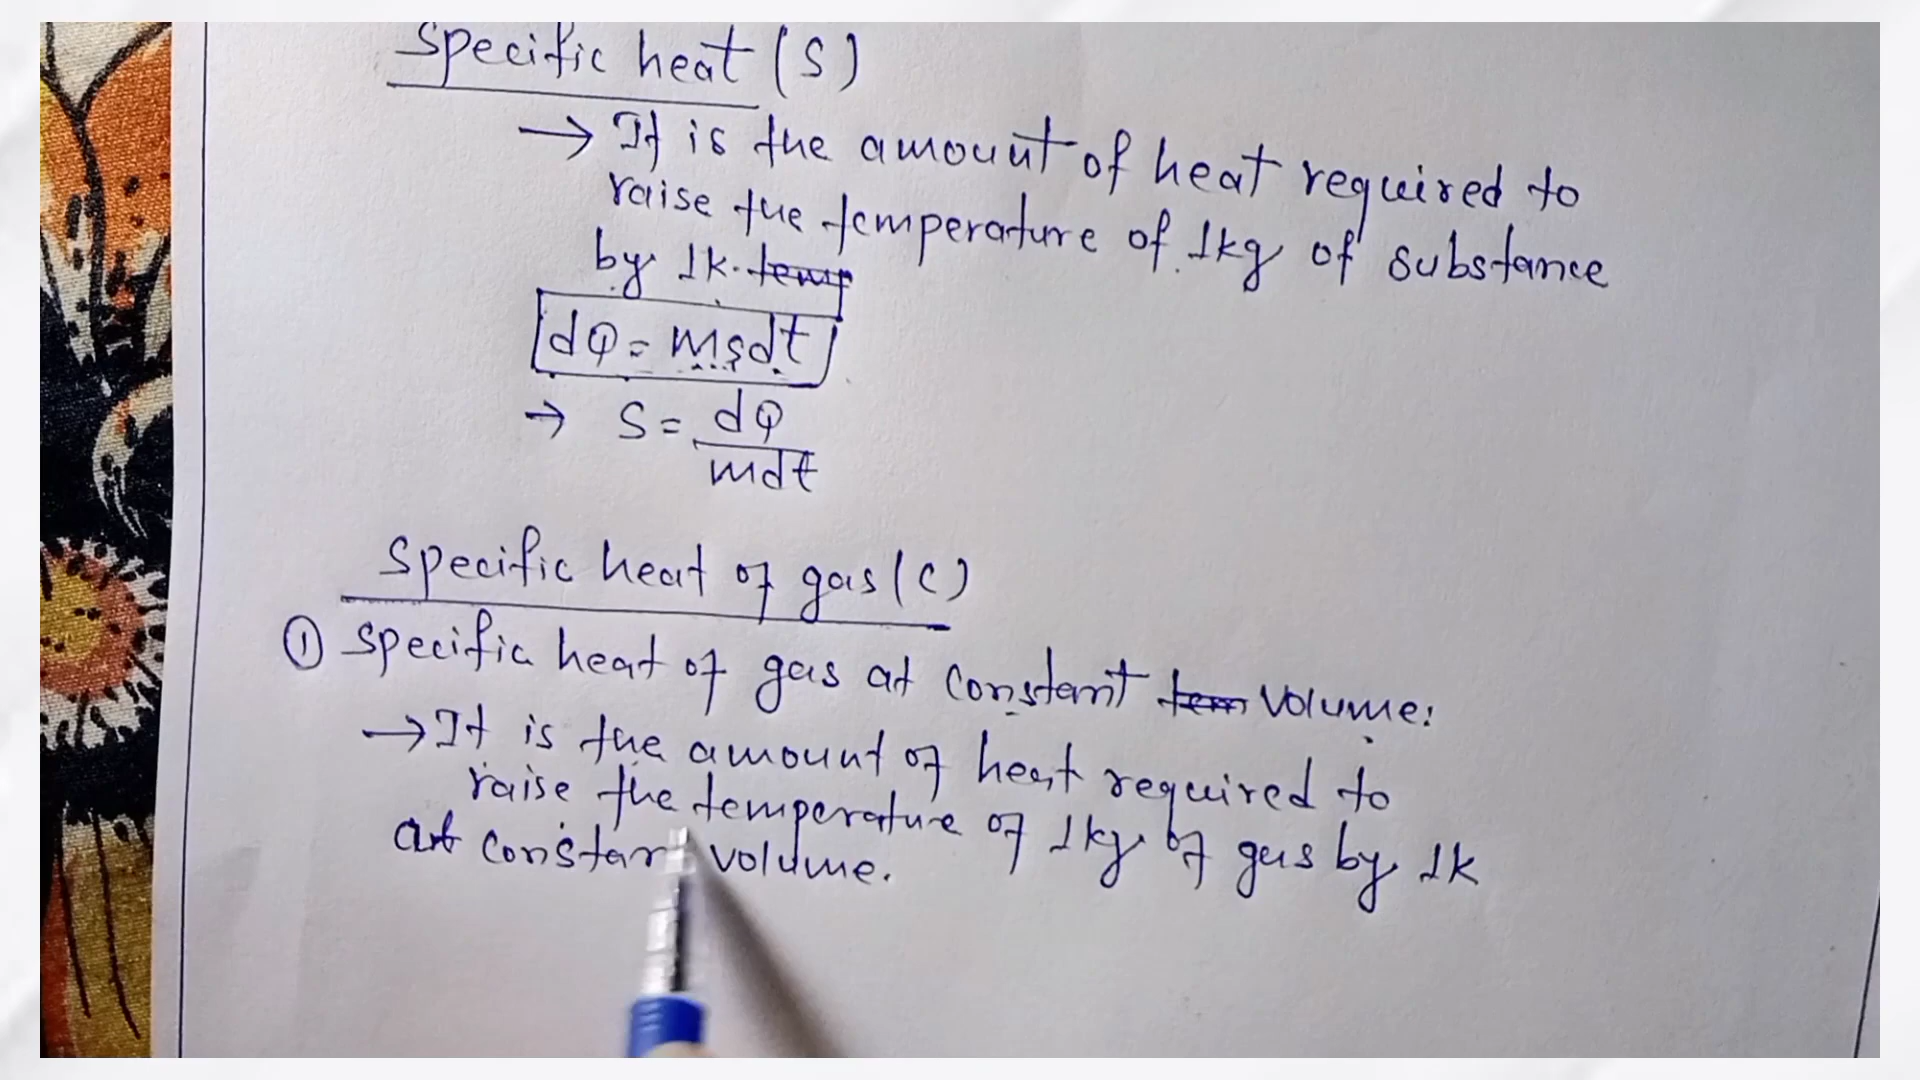 Specific heat (S)
→ It is the amount of heat required to
raise the temperature of 1kg of substance
by 1k. temp
dQ = msdt
→ S = dQ
mdt
Specific heat of gas (C)
① Specific heat of gas at constant tem volume:
→ It is the amount of heat required to
raise the temperature of 1kg of gas by 1k
at constant volume.